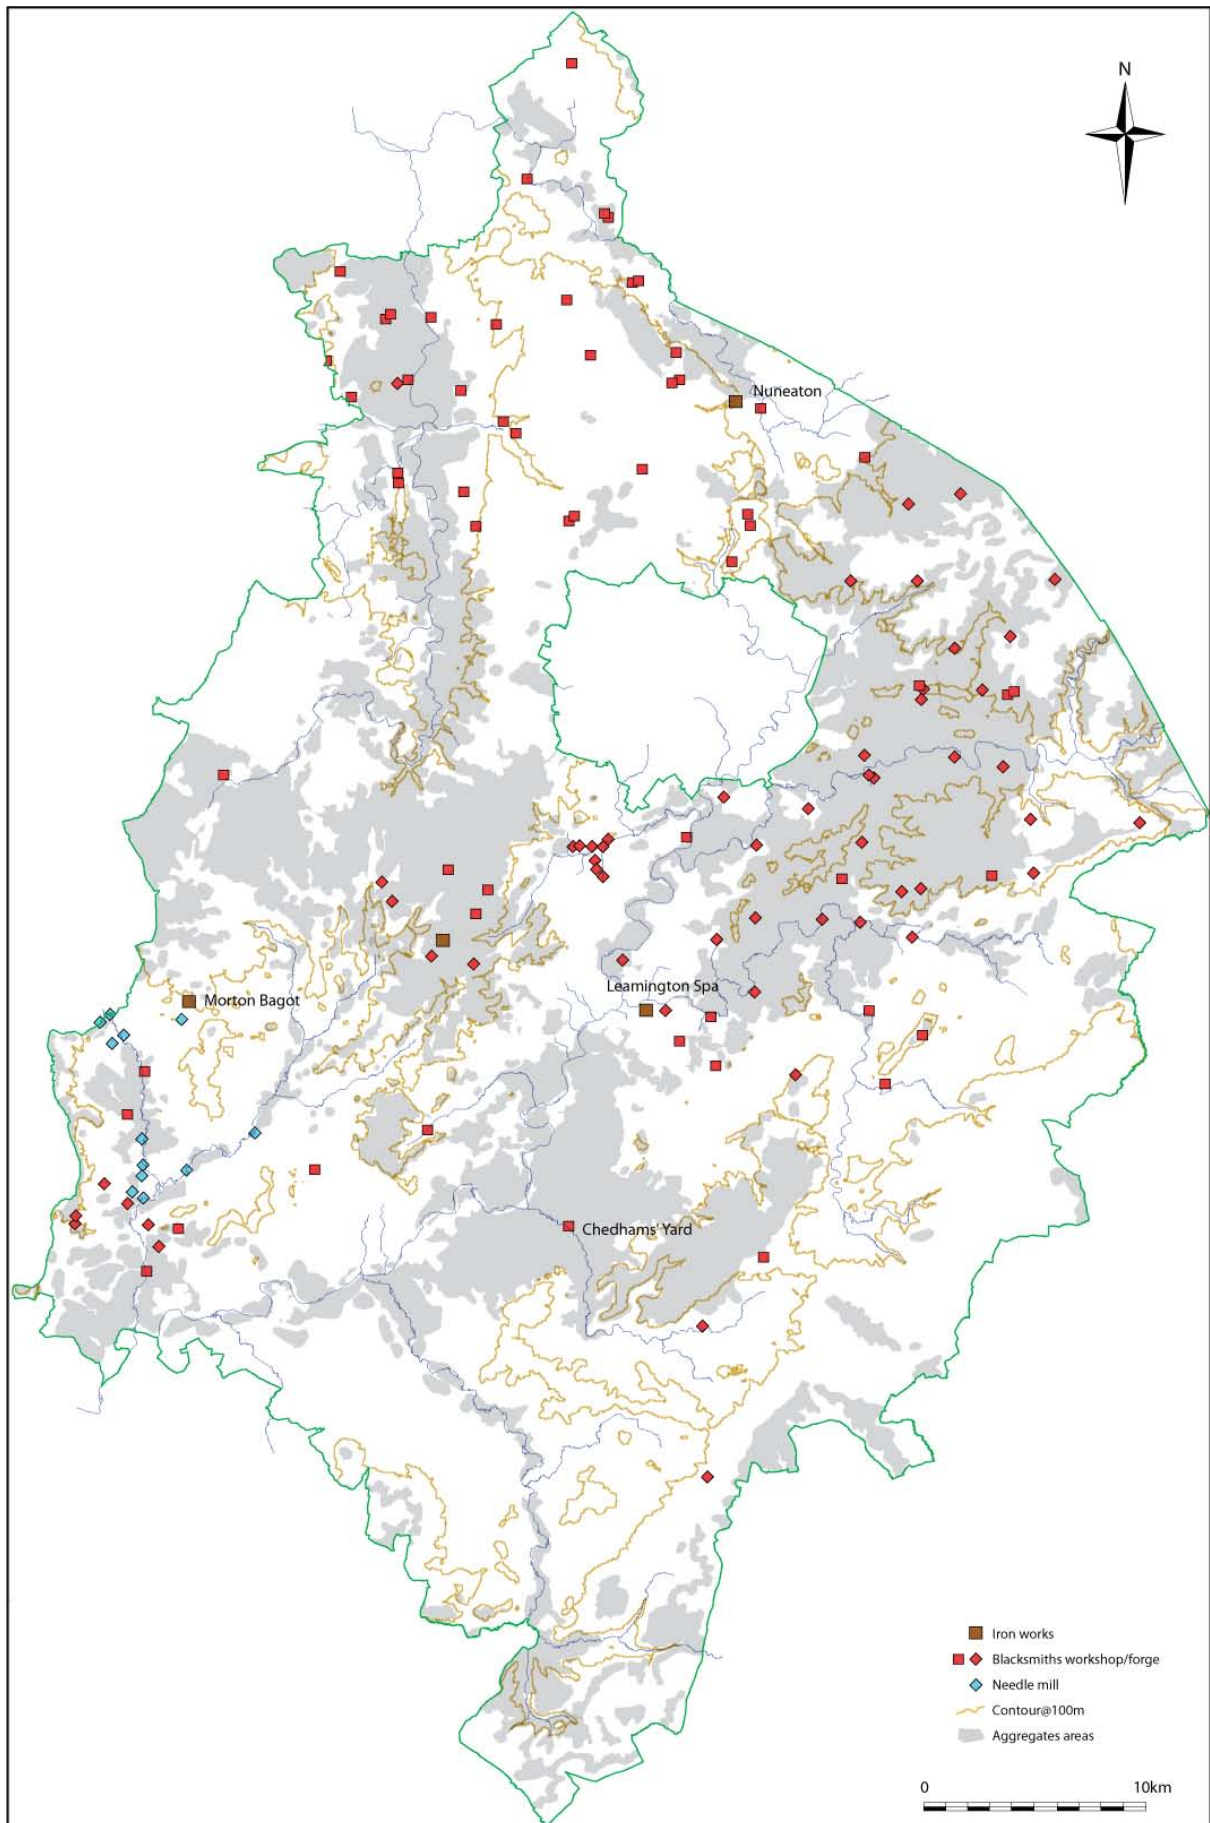 N
Nuneaton
Leamington Spa
Morton Bagot
Chedhams' Yard
Iron works
Blacksmiths workshop/forge
Needle mill
Contour@100m
Aggregates areas
0 10km